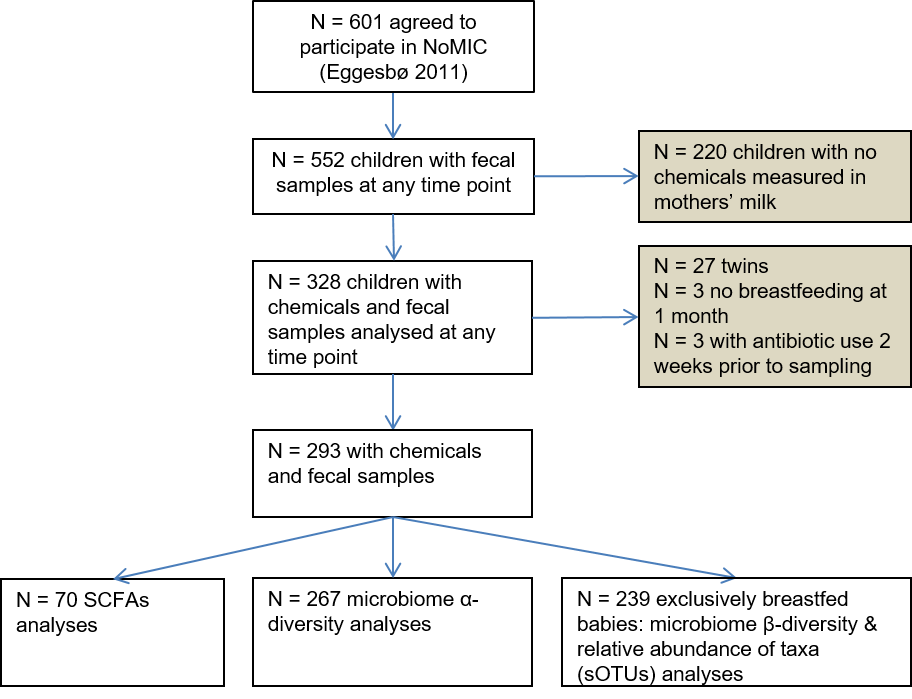 N = 601 agreed to
participate in NoMIC
(Eggesbø 2011)
N = 552 children with fecal
samples at any time point
N = 220 children with no
chemicals measured in
mothers’ milk
N = 328 children with
chemicals and fecal
samples analysed at any
time point
N = 27 twins
N = 3 no breastfeeding at
1 month
N = 3 with antibiotic use 2
weeks prior to sampling
N = 293 with chemicals
and fecal samples
N = 70 SCFAs
analyses
N = 267 microbiome α-
diversity analyses
N = 239 exclusively breastfed
babies: microbiome β-diversity &
relative abundance of taxa
(sOTUs) analyses